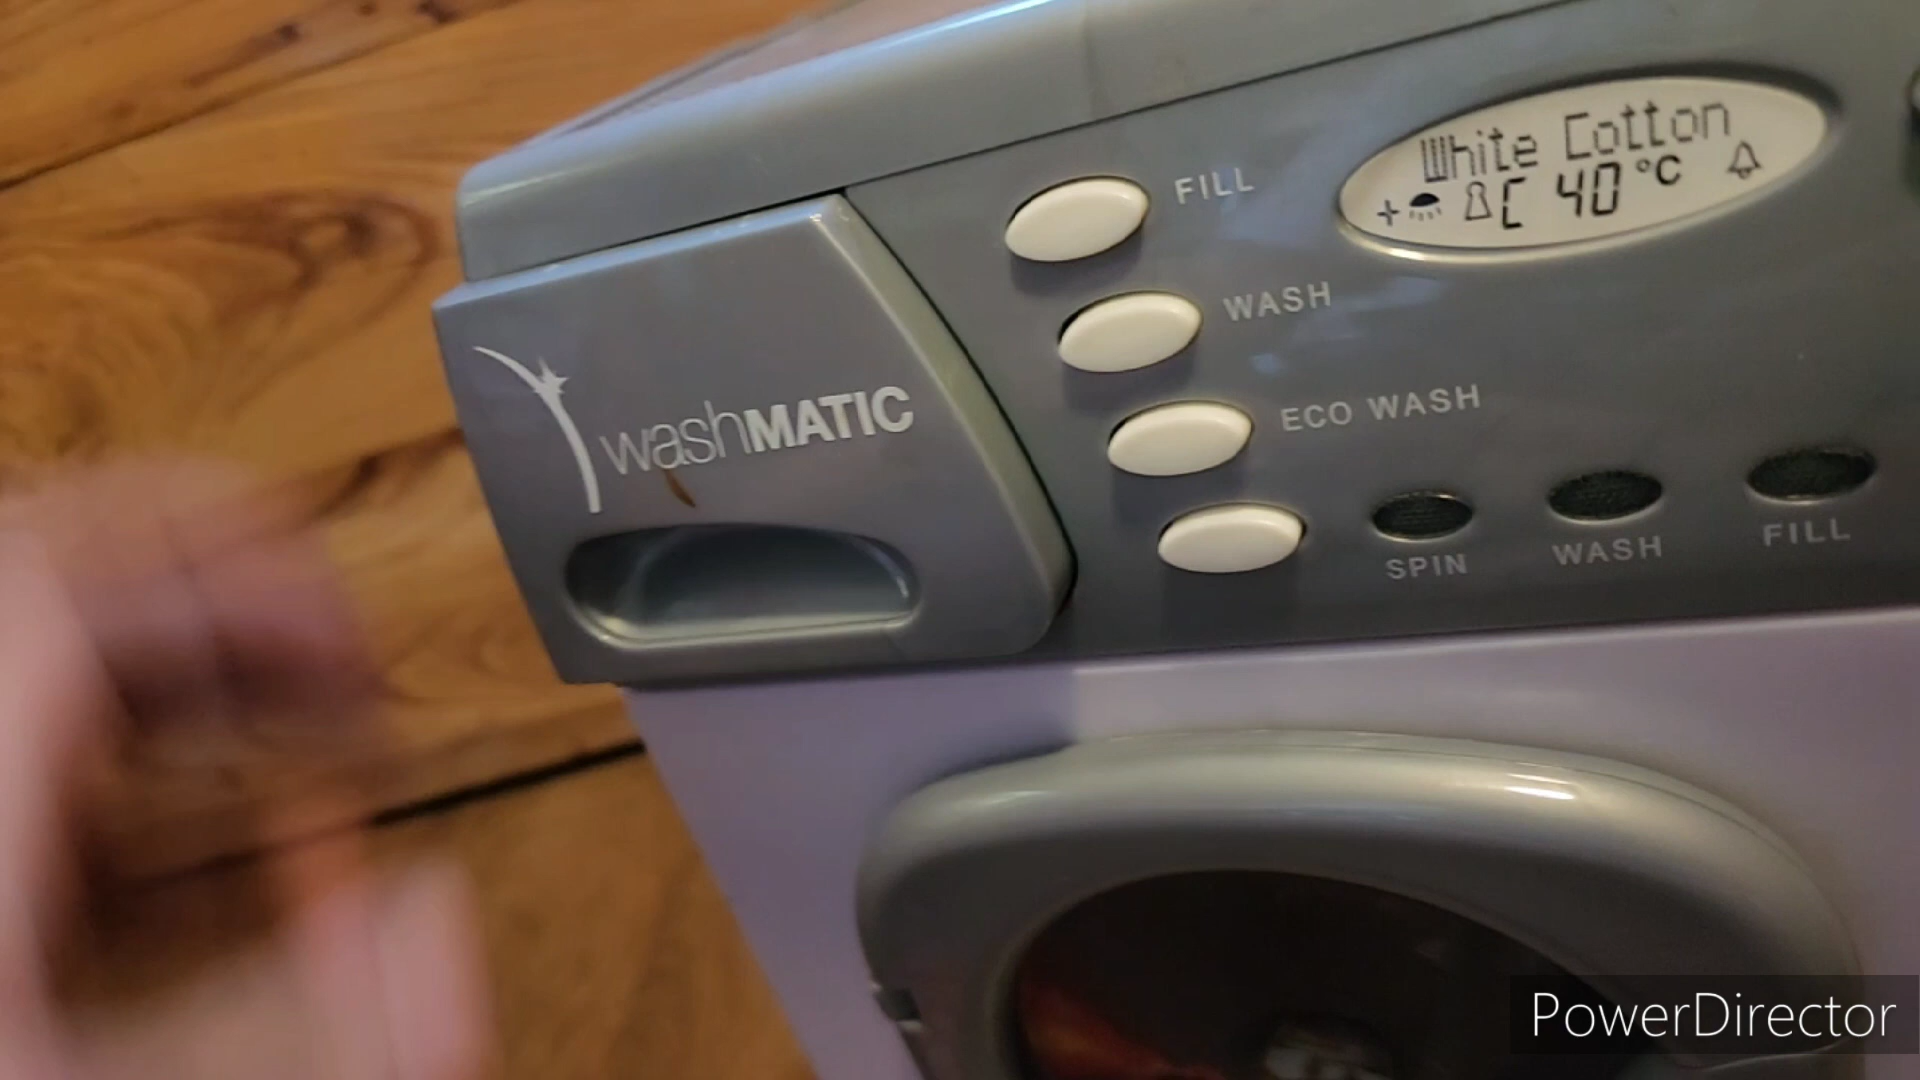 White Cotton
C 40 °C
FILL
WASH
ECO WASH
washMATIC
SPIN WASH FILL
PowerDirector